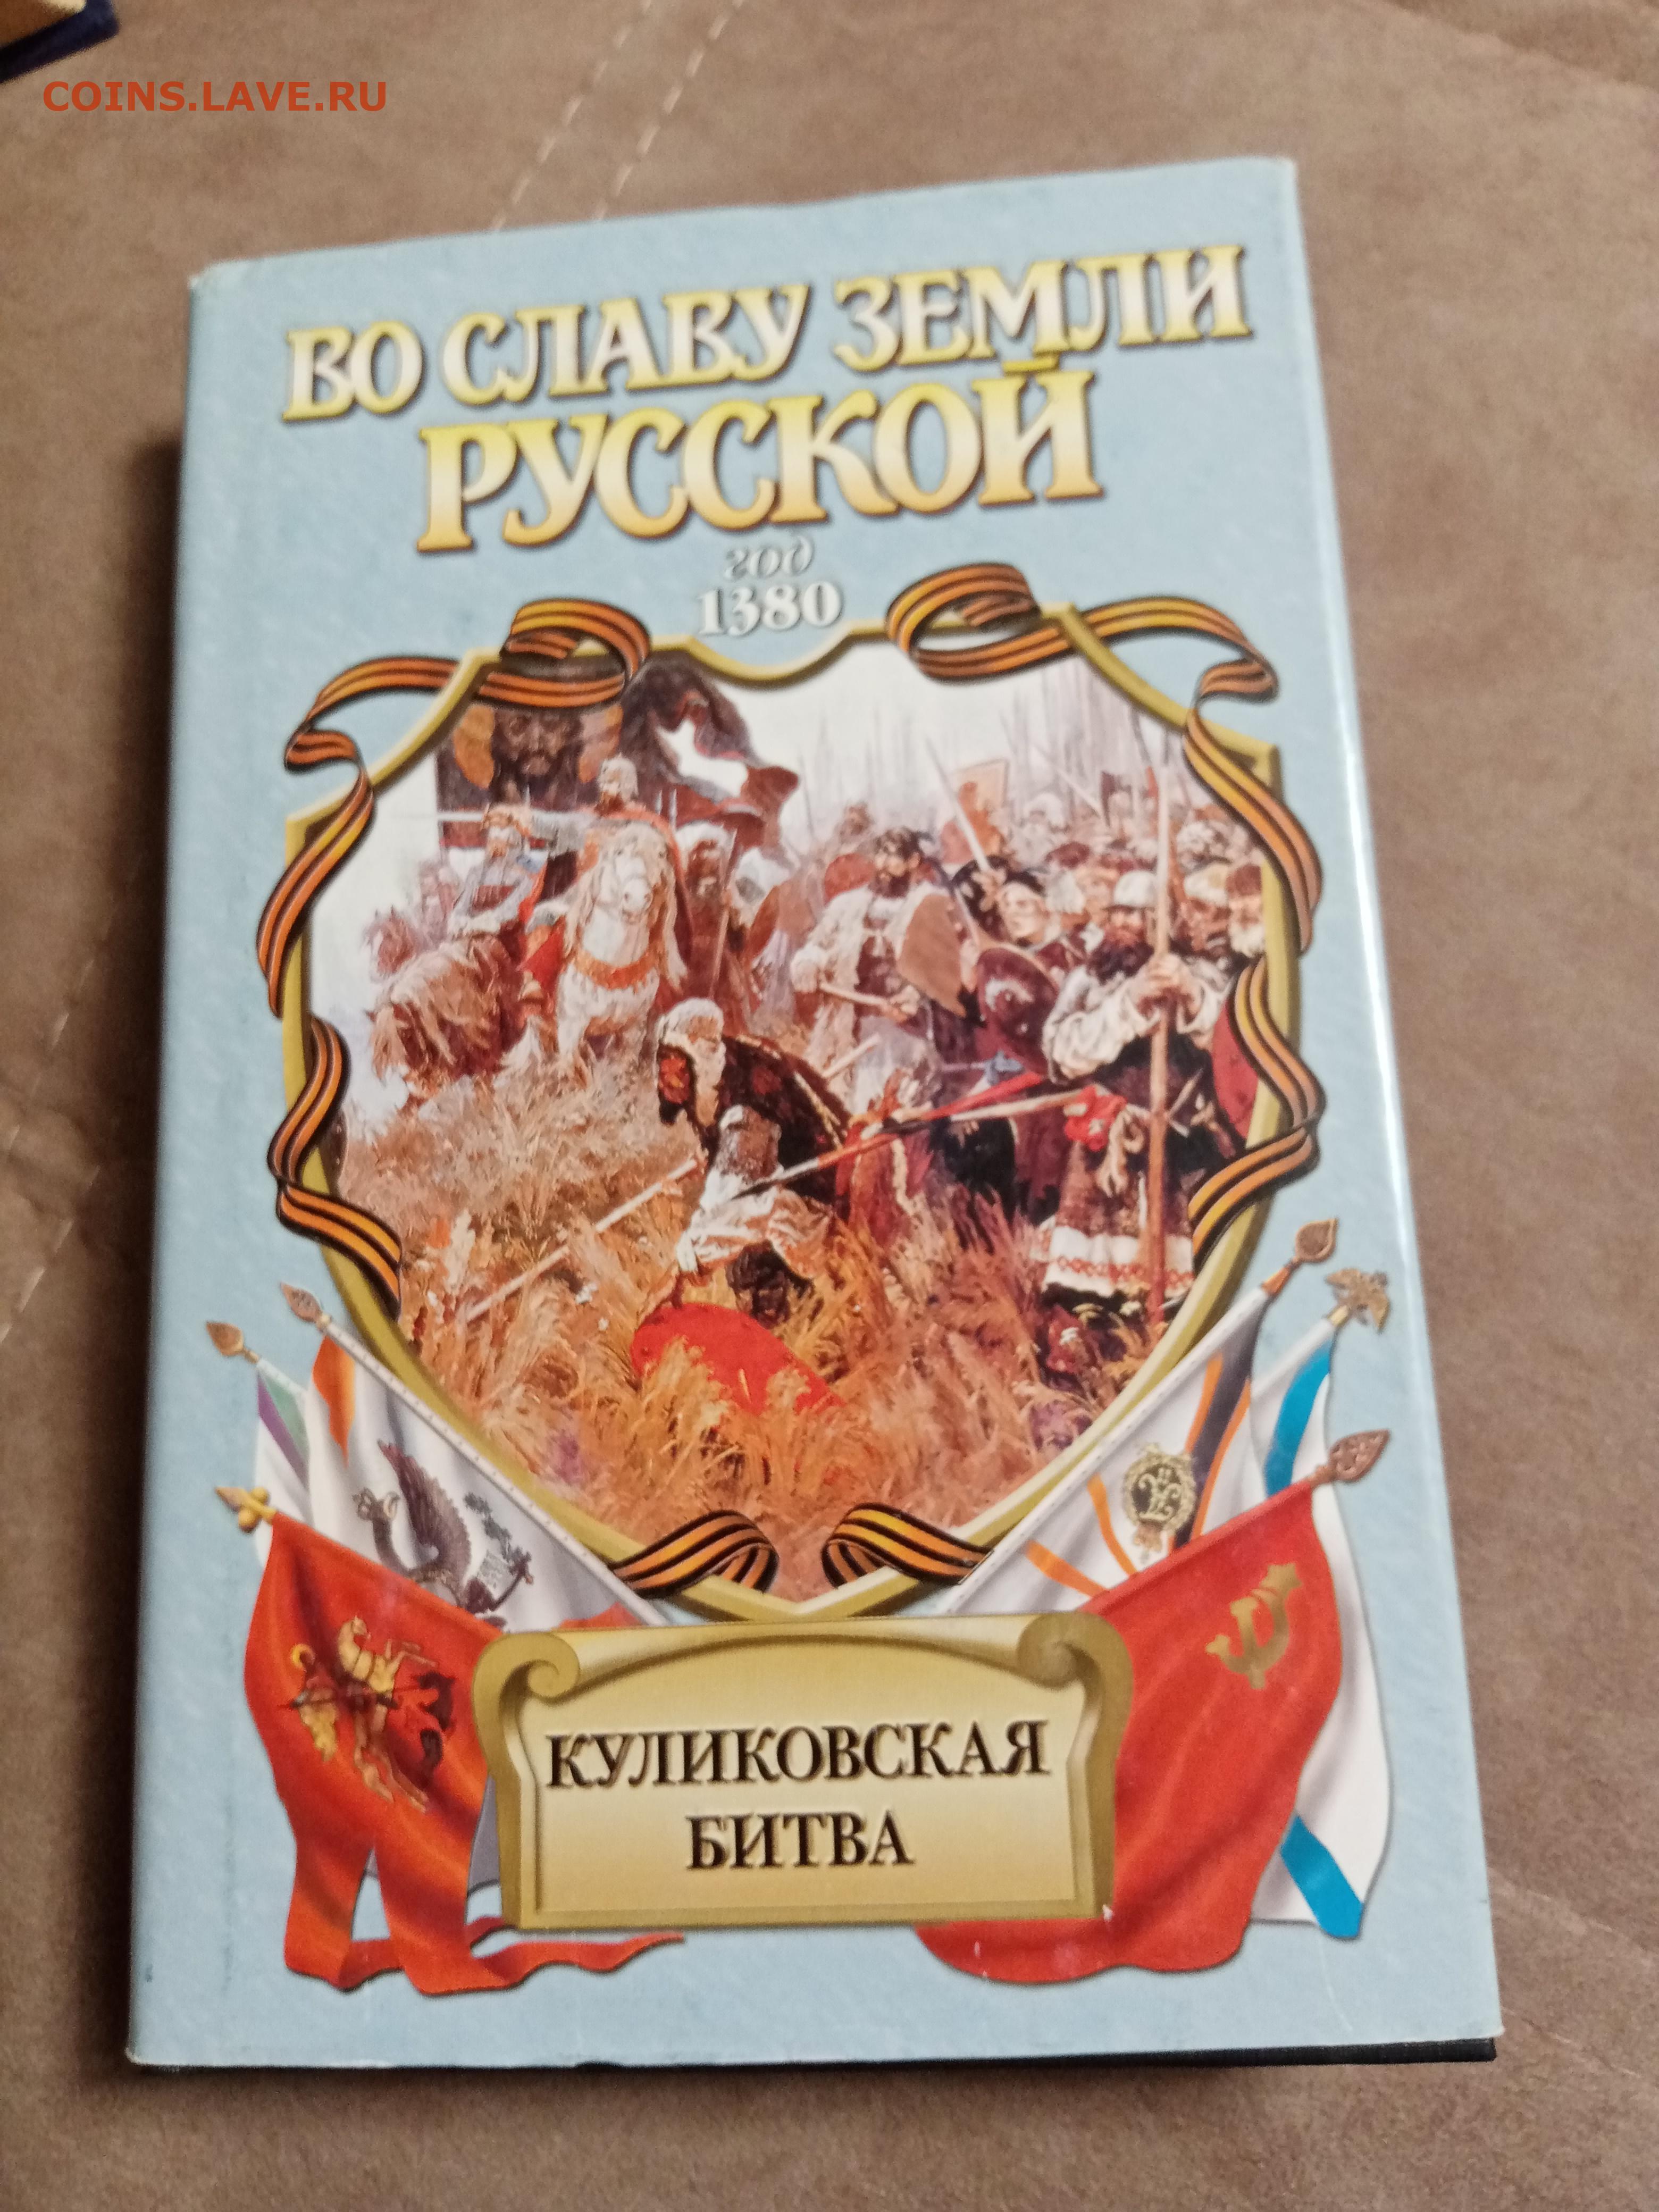 COINS.LAVE.RU
ВО СЛАВУ ЗЕМЛИ
РУССКОЙ
год
1380
КУЛИКОВСКАЯ
БИТВА